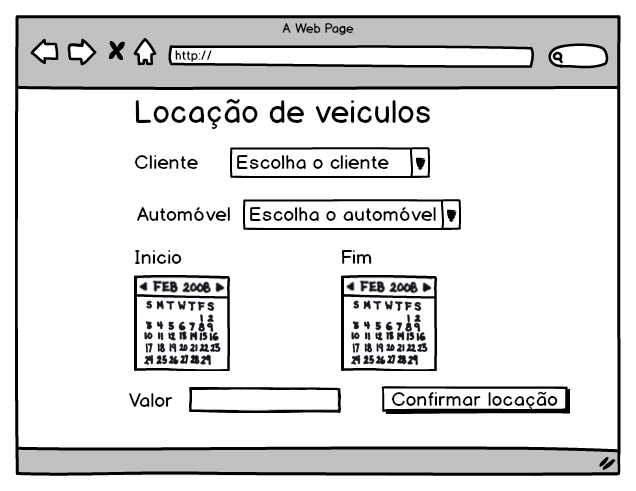 A Web Page
http://
Locação de veiculos
Cliente Escolha o cliente
Automóvel Escolha o automóvel
Inicio Fim
FEB 2008 FEB 2008
S M T W T F S S M T W T F S
1 2 1 2
3 4 5 6 7 8 9 3 4 5 6 7 8 9
10 11 12 13 14 15 16 10 11 12 13 14 15 16
17 18 19 20 21 22 23 17 18 19 20 21 22 23
24 25 26 27 28 29 24 25 26 27 28 29
Valor Confirmar locação